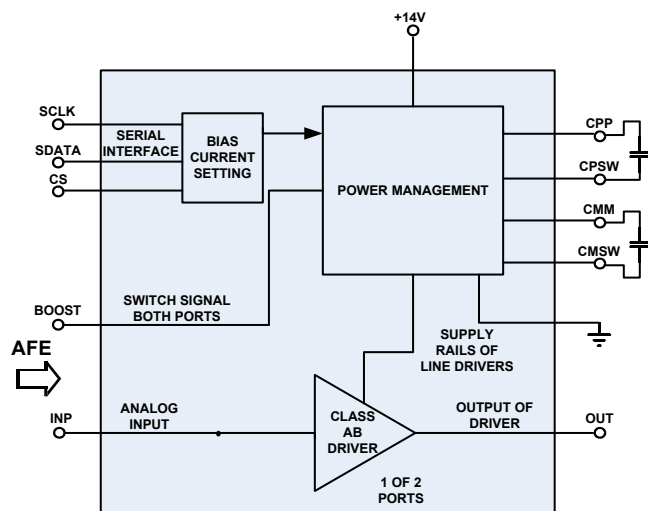 +14V
SCLK
SERIAL
INTERFACE
SDATA
CS
BIAS
CURRENT
SETTING
POWER MANAGEMENT
CPP
CPSW
CMM
CMSW
BOOST
SWITCH SIGNAL
BOTH PORTS
SUPPLY
RAILS OF
LINE DRIVERS
AFE
INP
ANALOG
INPUT
CLASS
AB
DRIVER
OUTPUT OF
DRIVER
OUT
1 OF 2
PORTS